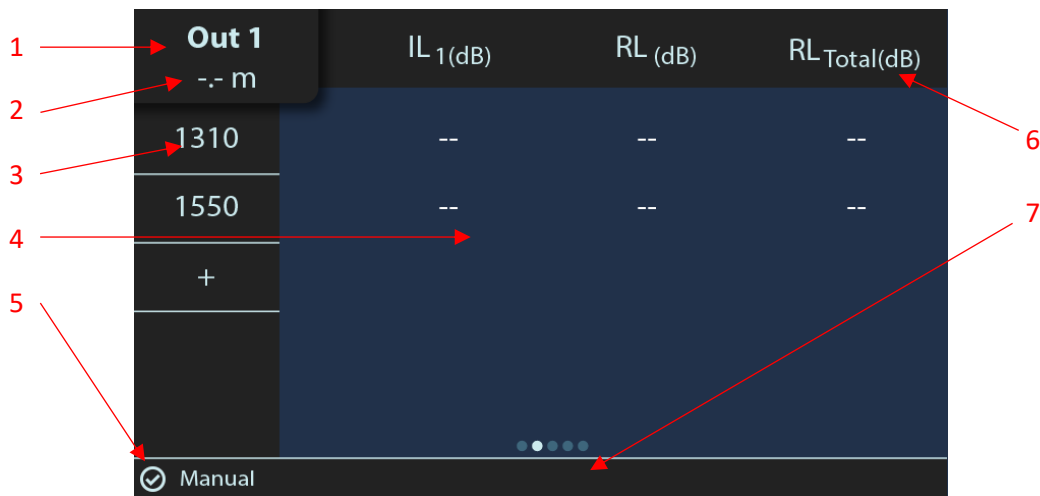 1
Out 1
IL 1(dB)
RL (dB)
RL Total(dB)
-.- m
2
1310
--
--
--
6
3
1550
--
--
--
7
4
+
5
Manual